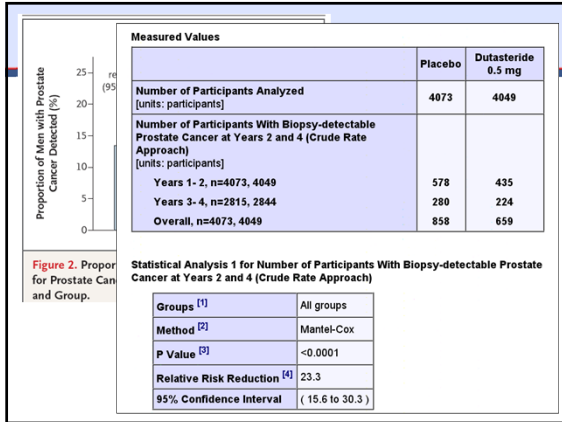 Proportion of Men with Prostate
Cancer Detected (%)
25
20
15
10
5
0
re
(95
Figure 2. Propor
for Prostate Can
and Group.
Measured Values
Placebo Dutasteride
0.5 mg
Number of Participants Analyzed
[units: participants]
4073 4049
Number of Participants With Biopsy-detectable
Prostate Cancer at Years 2 and 4 (Crude Rate
Approach)
[units: participants]
Years 1- 2, n=4073, 4049 578 435
Years 3- 4, n=2815, 2844 280 224
Overall, n=4073, 4049 858 659
Statistical Analysis 1 for Number of Participants With Biopsy-detectable Prostate
Cancer at Years 2 and 4 (Crude Rate Approach)
Groups [1] All groups
Method [2] Mantel-Cox
P Value [3] <0.0001
Relative Risk Reduction [4] 23.3
95% Confidence Interval ( 15.6 to 30.3 )